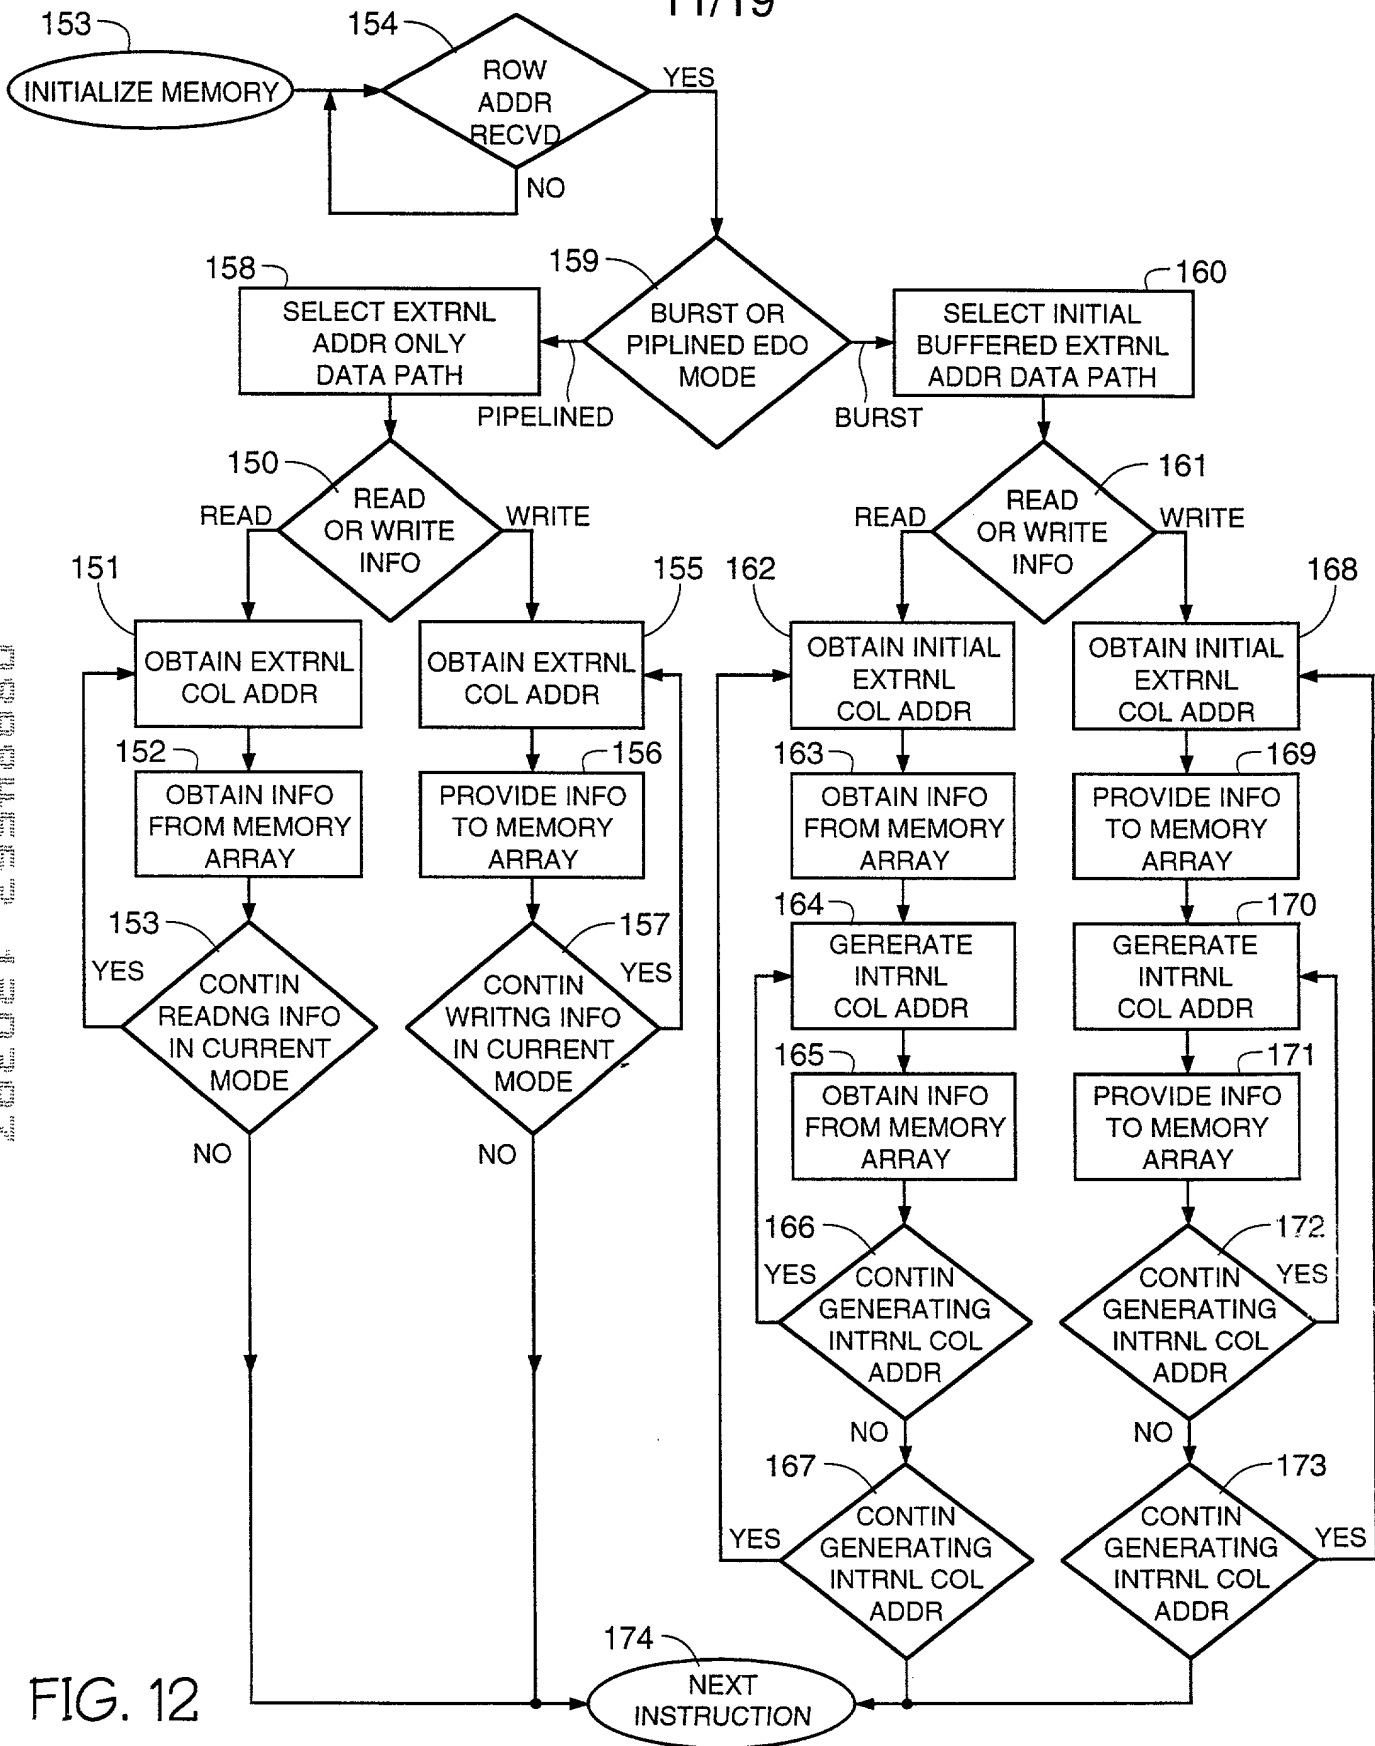 11/19
153
154
INITIALIZE MEMORY
ROW
ADDR
RECVD
YES
NO
158
159
160
SELECT EXTRNL
ADDR ONLY
DATA PATH
BURST OR
PIPLINED EDO
MODE
SELECT INITIAL
BUFFERED EXTRNL
ADDR DATA PATH
PIPELINED
BURST
150
161
READ
READ
OR WRITE
INFO
WRITE
READ
READ
OR WRITE
INFO
WRITE
151
155
162
168
OBTAIN EXTRNL
COL ADDR
OBTAIN EXTRNL
COL ADDR
OBTAIN INITIAL
EXTRNL
COL ADDR
OBTAIN INITIAL
EXTRNL
COL ADDR
152
156
163
169
OBTAIN INFO
FROM MEMORY
ARRAY
PROVIDE INFO
TO MEMORY
ARRAY
OBTAIN INFO
FROM MEMORY
ARRAY
PROVIDE INFO
TO MEMORY
ARRAY
153
157
164
170
YES
CONTIN
READNG INFO
IN CURRENT
MODE
CONTIN
WRITNG INFO
IN CURRENT
MODE
YES
GERERATE
INTRNL
COL ADDR
GERERATE
INTRNL
COL ADDR
165
171
OBTAIN INFO
FROM MEMORY
ARRAY
PROVIDE INFO
TO MEMORY
ARRAY
NO
NO
166
172
YES
CONTIN
GENERATING
INTRNL COL
ADDR
CONTIN
GENERATING
INTRNL COL
ADDR
YES
NO
NO
167
173
YES
CONTIN
GENERATING
INTRNL COL
ADDR
CONTIN
GENERATING
INTRNL COL
ADDR
YES
174
NEXT
INSTRUCTION
FIG. 12